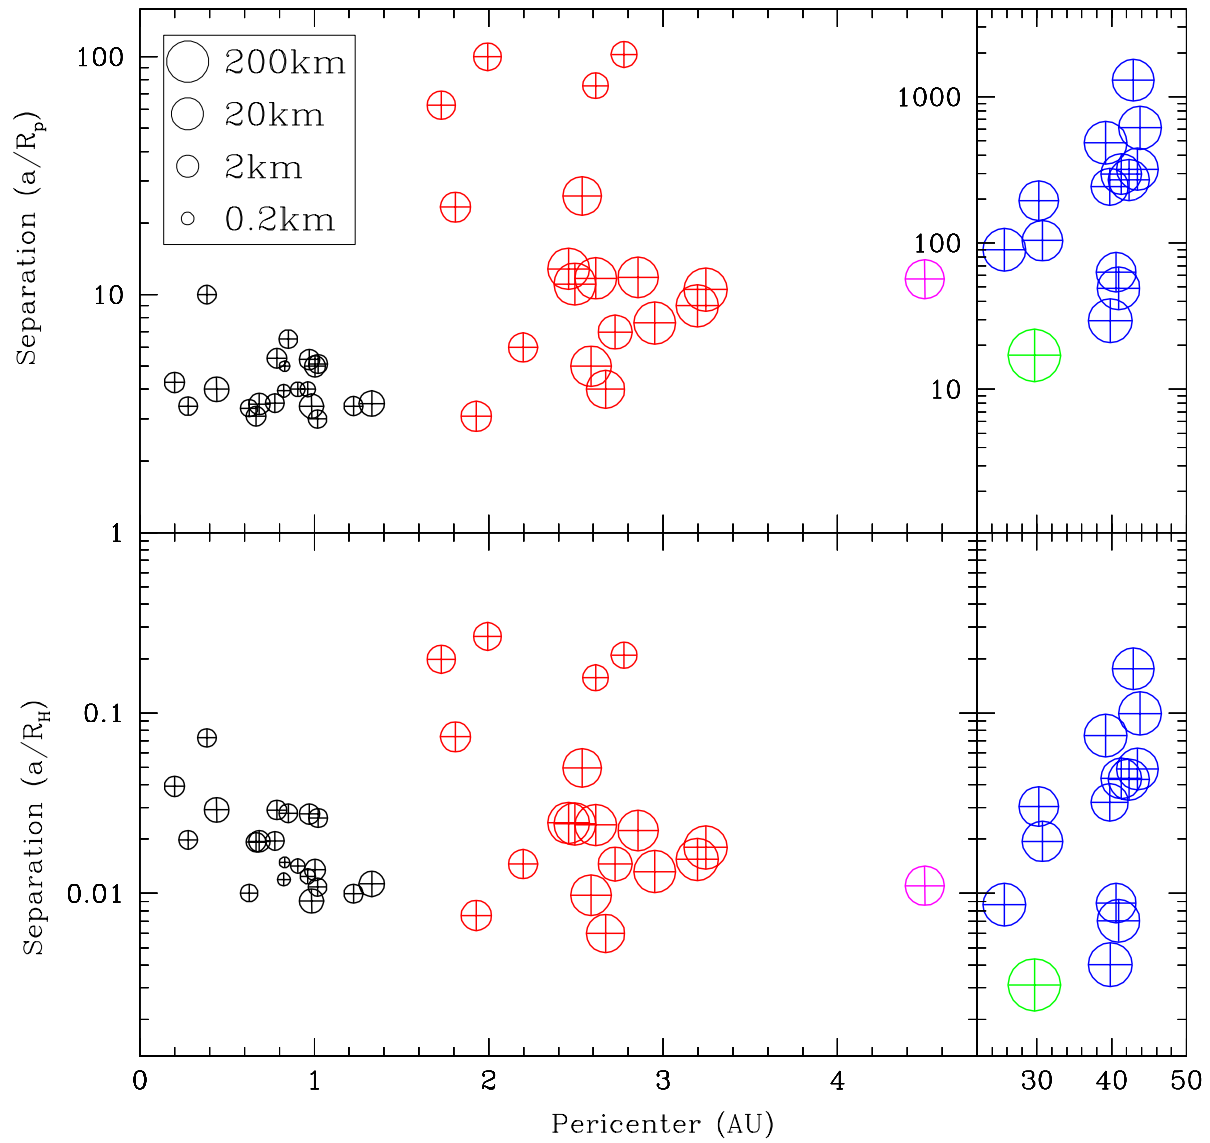 Separation (a/Rp)
100
10
1
200km
20km
2km
0.2km
1000
100
10
Separation (a/RH)
0.1
0.01
0 1 2 3 4 30 40 50
Pericenter (AU)